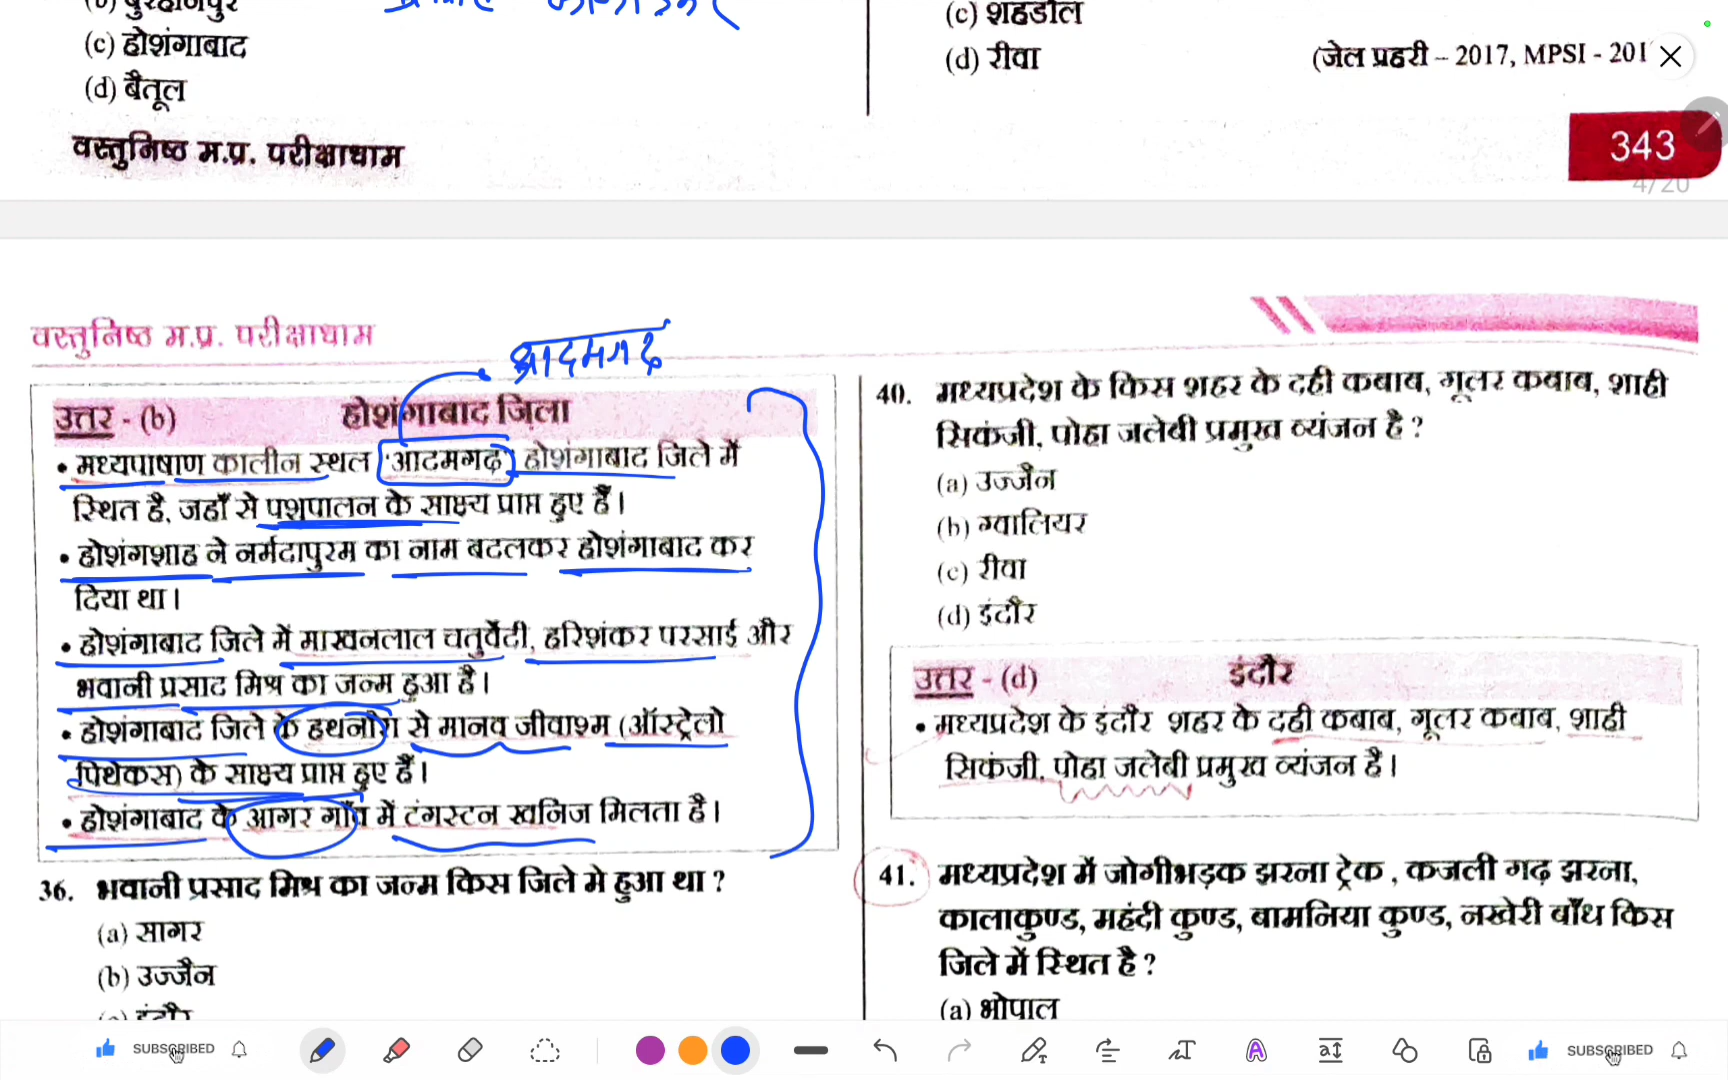 (c) होशंगाबाद
(d) बैतूल
(c) शहडोल
(d) रीवा
(जेल प्रहरी – 2017, MPSI - 201
वस्तुनिष्ठ म.प्र. परीक्षाधाम
343
4/20
वस्तुनिष्ठ म.प्र. परीक्षाधाम
आदमगढ़
उत्तर - (b) होशंगाबाद जिला
• मध्यपाषाण कालीन स्थल 'आदमगढ़' होशंगाबाद जिले में
स्थित है, जहाँ से पशुपालन के साक्ष्य प्राप्त हुए हैं।
• होशंगशाह ने नर्मदापुरम का नाम बदलकर होशंगाबाद कर
दिया था।
• होशंगाबाद जिले में माखनलाल चतुर्वेदी, हरिशंकर परसाई और
भवानी प्रसाद मिश्र का जन्म हुआ है।
• होशंगाबाद जिले के हथनोरा से मानव जीवाश्म (ऑस्ट्रेलो
पिथेकस) के साक्ष्य प्राप्त हुए हैं।
• होशंगाबाद के आगर गाँव में टंगस्टन खनिज मिलता है।
36. भवानी प्रसाद मिश्र का जन्म किस जिले मे हुआ था ?
(a) सागर
(b) उज्जैन
40. मध्यप्रदेश के किस शहर के दही कबाब, गूलर कबाब, शाही
सिकंजी, पोहा जलेबी प्रमुख व्यंजन है ?
(a) उज्जैन
(b) ग्वालियर
(c) रीवा
(d) इंदौर
उत्तर - (d) इंदौर
• मध्यप्रदेश के इंदौर शहर के दही कबाब, गूलर कबाब, शाही
सिकंजी, पोहा जलेबी प्रमुख व्यंजन है।
41. मध्यप्रदेश में जोगीभड़क झरना ट्रेक , कजली गढ़ झरना,
कालाकुण्ड, महंदी कुण्ड, बामनिया कुण्ड, नखेरी बाँध किस
जिले में स्थित है ?
(a) भोपाल
SUBSCRIBED
SUBSCRIBED